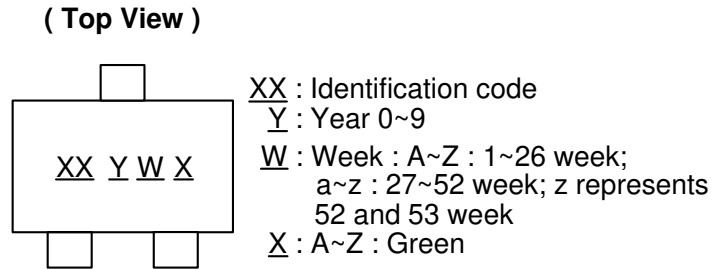 ( Top View )
XX Y W X
XX : Identification code
Y : Year 0~9
W : Week : A~Z : 1~26 week;
a~z : 27~52 week; z represents
52 and 53 week
X : A~Z : Green